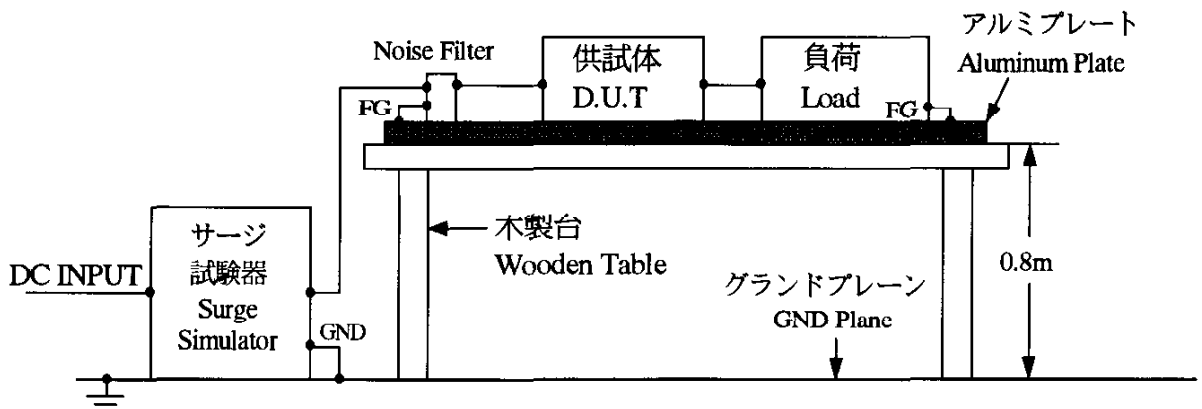 アルミプレート
Aluminum Plate
Noise Filter
供試体
D.U.T
負荷
Load
FG
FG
サージ
試験器
Surge
Simulator
DC INPUT
GND
木製台
Wooden Table
グランドプレーン
GND Plane
0.8m